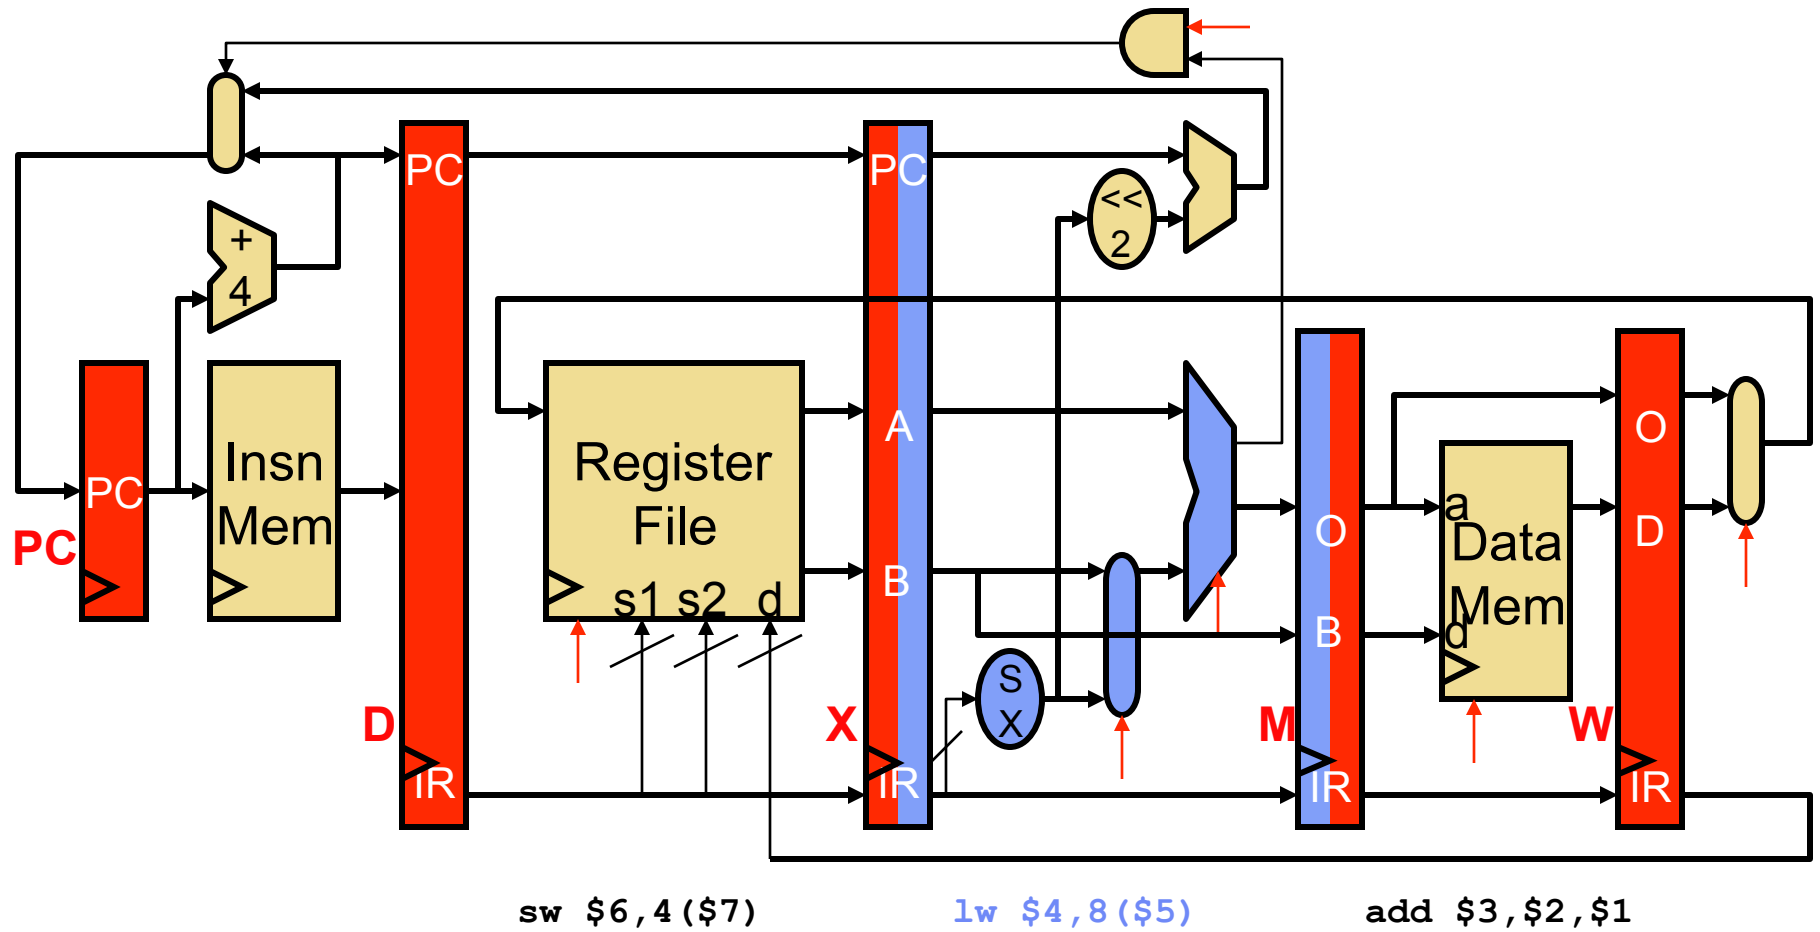 PC
PC
<<
2
+
4
PC
PC
Insn
Mem
Register
File
s1 s2 d
A
B
S
X
O
B
a
d
Data
Mem
O
D
D
IR
X
IR
M
IR
W
IR
sw $6,4($7)
lw $4,8($5)
add $3,$2,$1